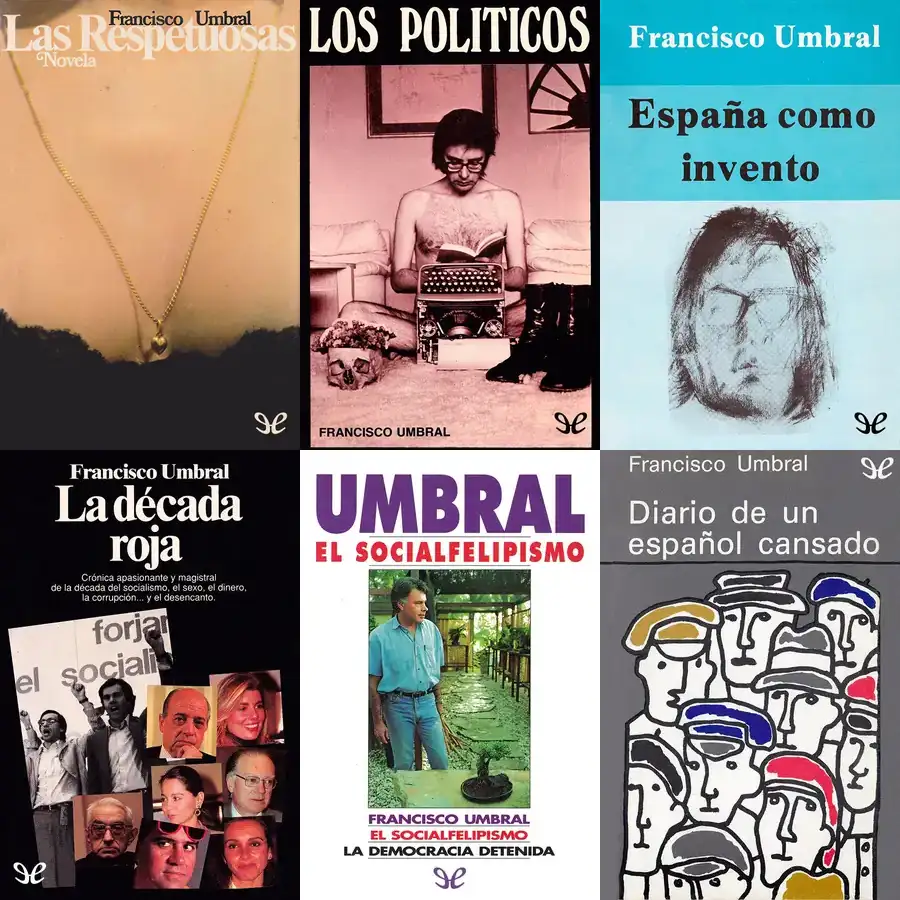 Francisco Umbral
Las Respetuosas
Novela
LOS POLITICOS
FRANCISCO UMBRAL
Francisco Umbral
España como
invento
Francisco Umbral
La década
roja
Crónica apasionante y magistral
de la década del socialismo, el sexo, el dinero,
la corrupción... y el desencanto.
forjar
el sociali
UMBRAL
EL SOCIALFELIPISMO
FRANCISCO UMBRAL
EL SOCIALFELIPISMO
LA DEMOCRACIA DETENIDA
Francisco Umbral
Diario de un
español cansado